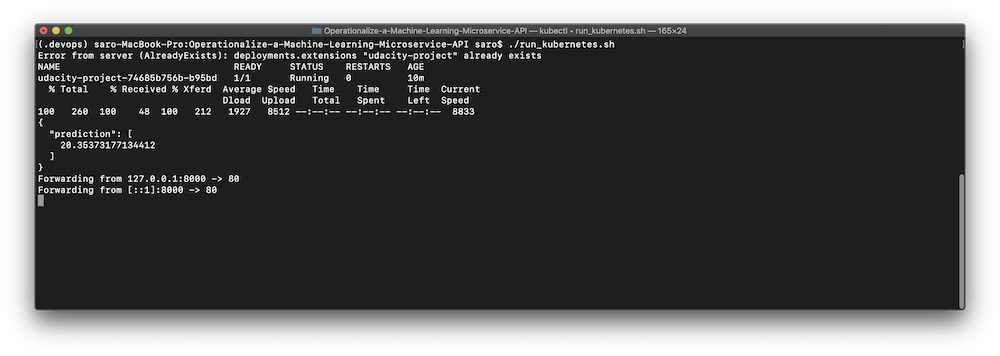 Operationalize-a-Machine-Learning-Microservice-API — kubectl • run_kubernetes.sh — 165×24
[(.devops) saro-MacBook-Pro:Operationalize-a-Machine-Learning-Microservice-API saro$ ./run_kubernetes.sh ]
Error from server (AlreadyExists): deployments.extensions "udacity-project" already exists
NAME READY STATUS RESTARTS AGE
udacity-project-74685b756b-b95bd 1/1 Running 0 10m
% Total % Received % Xferd Average Speed Time Time Time Current
Dload Upload Total Spent Left Speed
100 260 100 48 100 212 1927 8512 --:--:-- --:--:-- --:--:-- 8833
{
"prediction": [
20.35373177134412
]
}
Forwarding from 127.0.0.1:8000 -> 80
Forwarding from [::1]:8000 -> 80